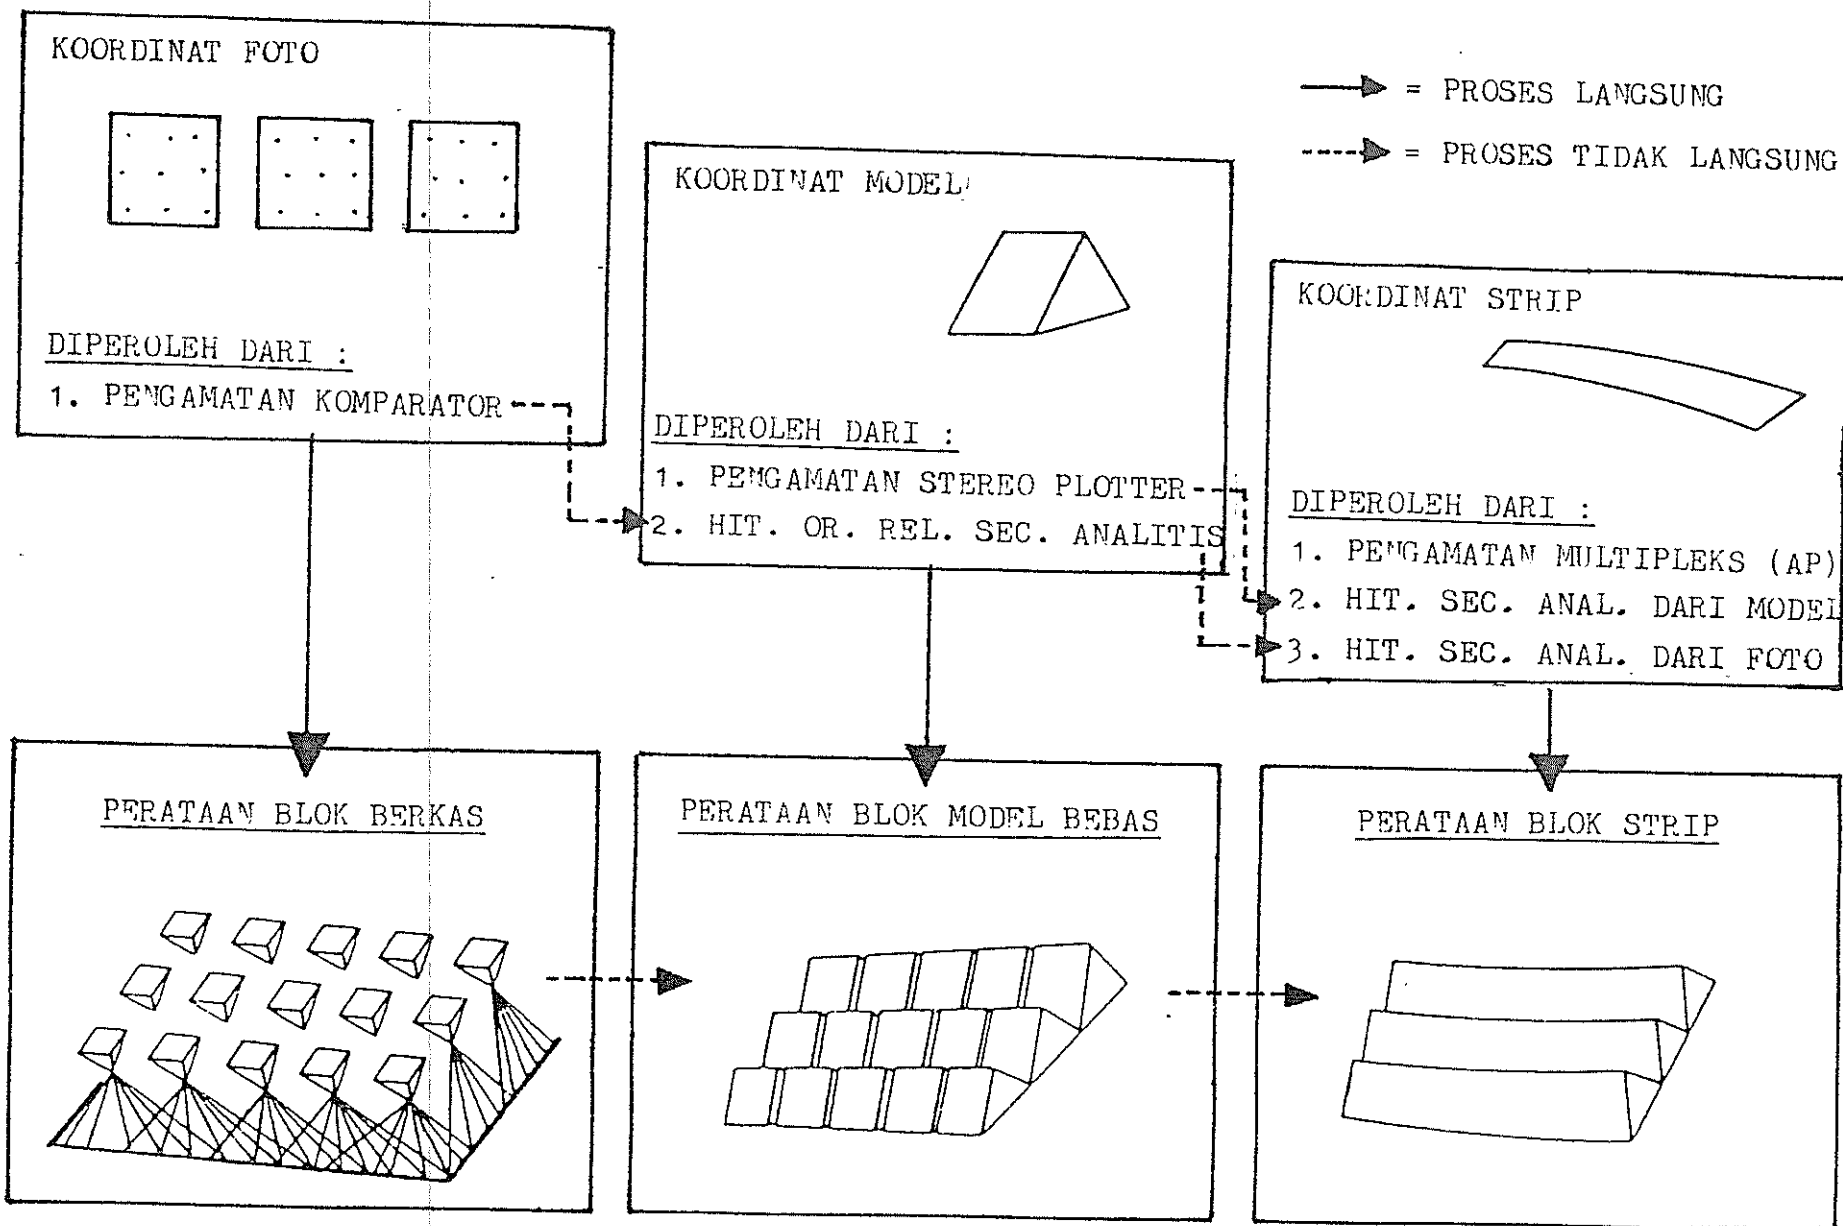 KOORDINAT FOTO
DIPEROLEH DARI :
1. PENGAMATAN KOMPARATOR
KOORDINAT MODEL
DIPEROLEH DARI :
1. PENGAMATAN STEREO PLOTTER
2. HIT. OR. REL. SEC. ANALITIS
= PROSES LANGSUNG
= PROSES TIDAK LANGSUNG
KOORDINAT STRIP
DIPEROLEH DARI :
1. PENGAMATAN MULTIPLEKS (AP)
2. HIT. SEC. ANAL. DARI MODEL
3. HIT. SEC. ANAL. DARI FOTO
PERATAAN BLOK BERKAS
PERATAAN BLOK MODEL BEBAS
PERATAAN BLOK STRIP